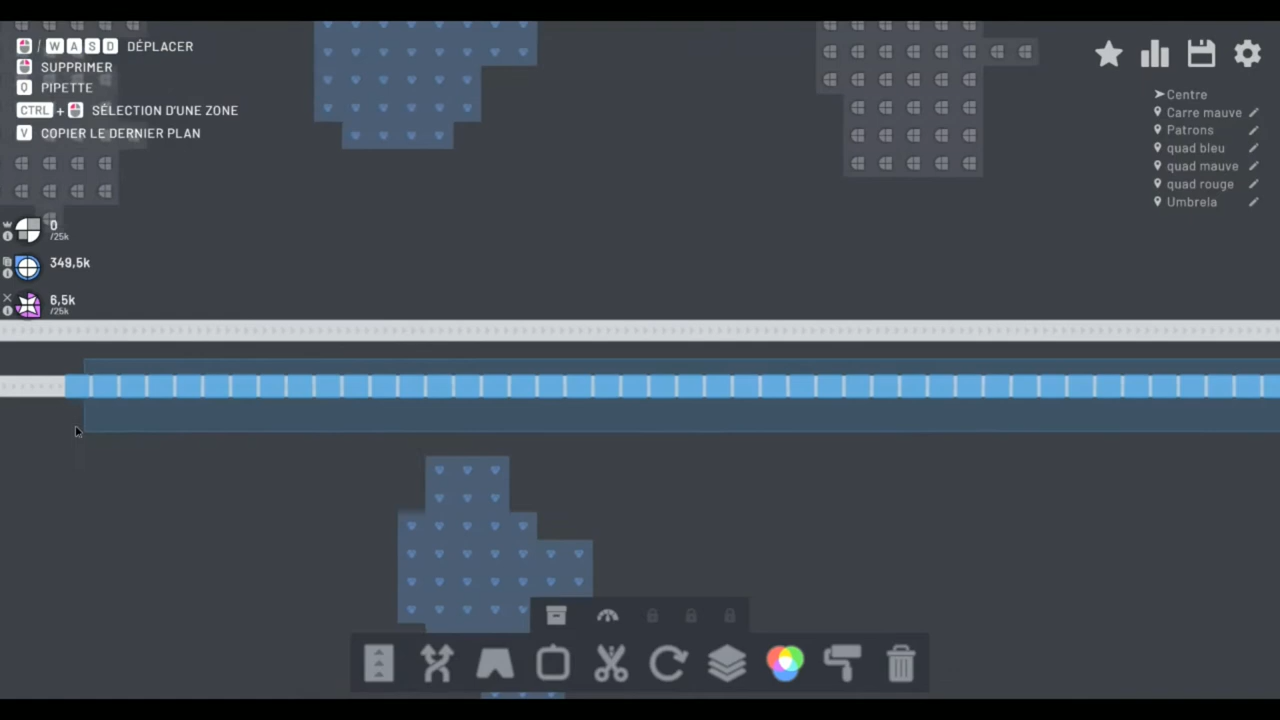 / W A S D DÉPLACER
SUPPRIMER
Q PIPETTE
CTRL + SÉLECTION D'UNE ZONE
V COPIER LE DERNIER PLAN
0
/25k
349,5k
6,5k
/25k
Centre
Carre mauve
Patrons
quad bleu
quad mauve
quad rouge
Umbrela